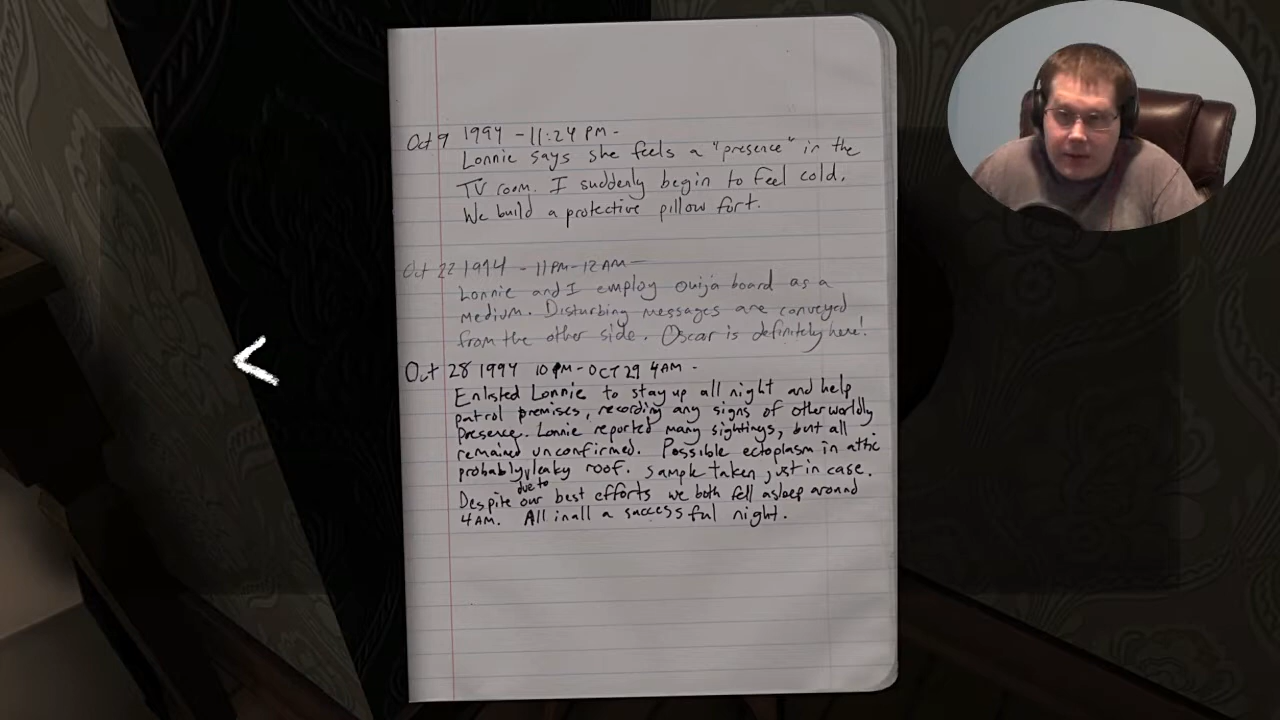 Oct 9 1994 - 11:24 PM -
Lonnie says she feels a "presence" in the
TV room. I suddenly begin to feel cold.
We build a protective pillow fort.
Oct 22 1994 - 11PM - 12AM -
Lonnie and I employ ouija board as a
medium. Disturbing messages are conveyed
from the other side. Oscar is definitely here!
Oct 28 1994 10 PM - OCT 29 4AM -
Enlisted Lonnie to stay up all night and help
patrol premises, recording any signs of otherworldly
presence. Lonnie reported many sightings, but all
remained unconfirmed. Possible ectoplasm in attic
probably leaky roof. Sample taken just in case.
due to
Despite our best efforts we both fell asleep around
4AM. All in all a successful night.